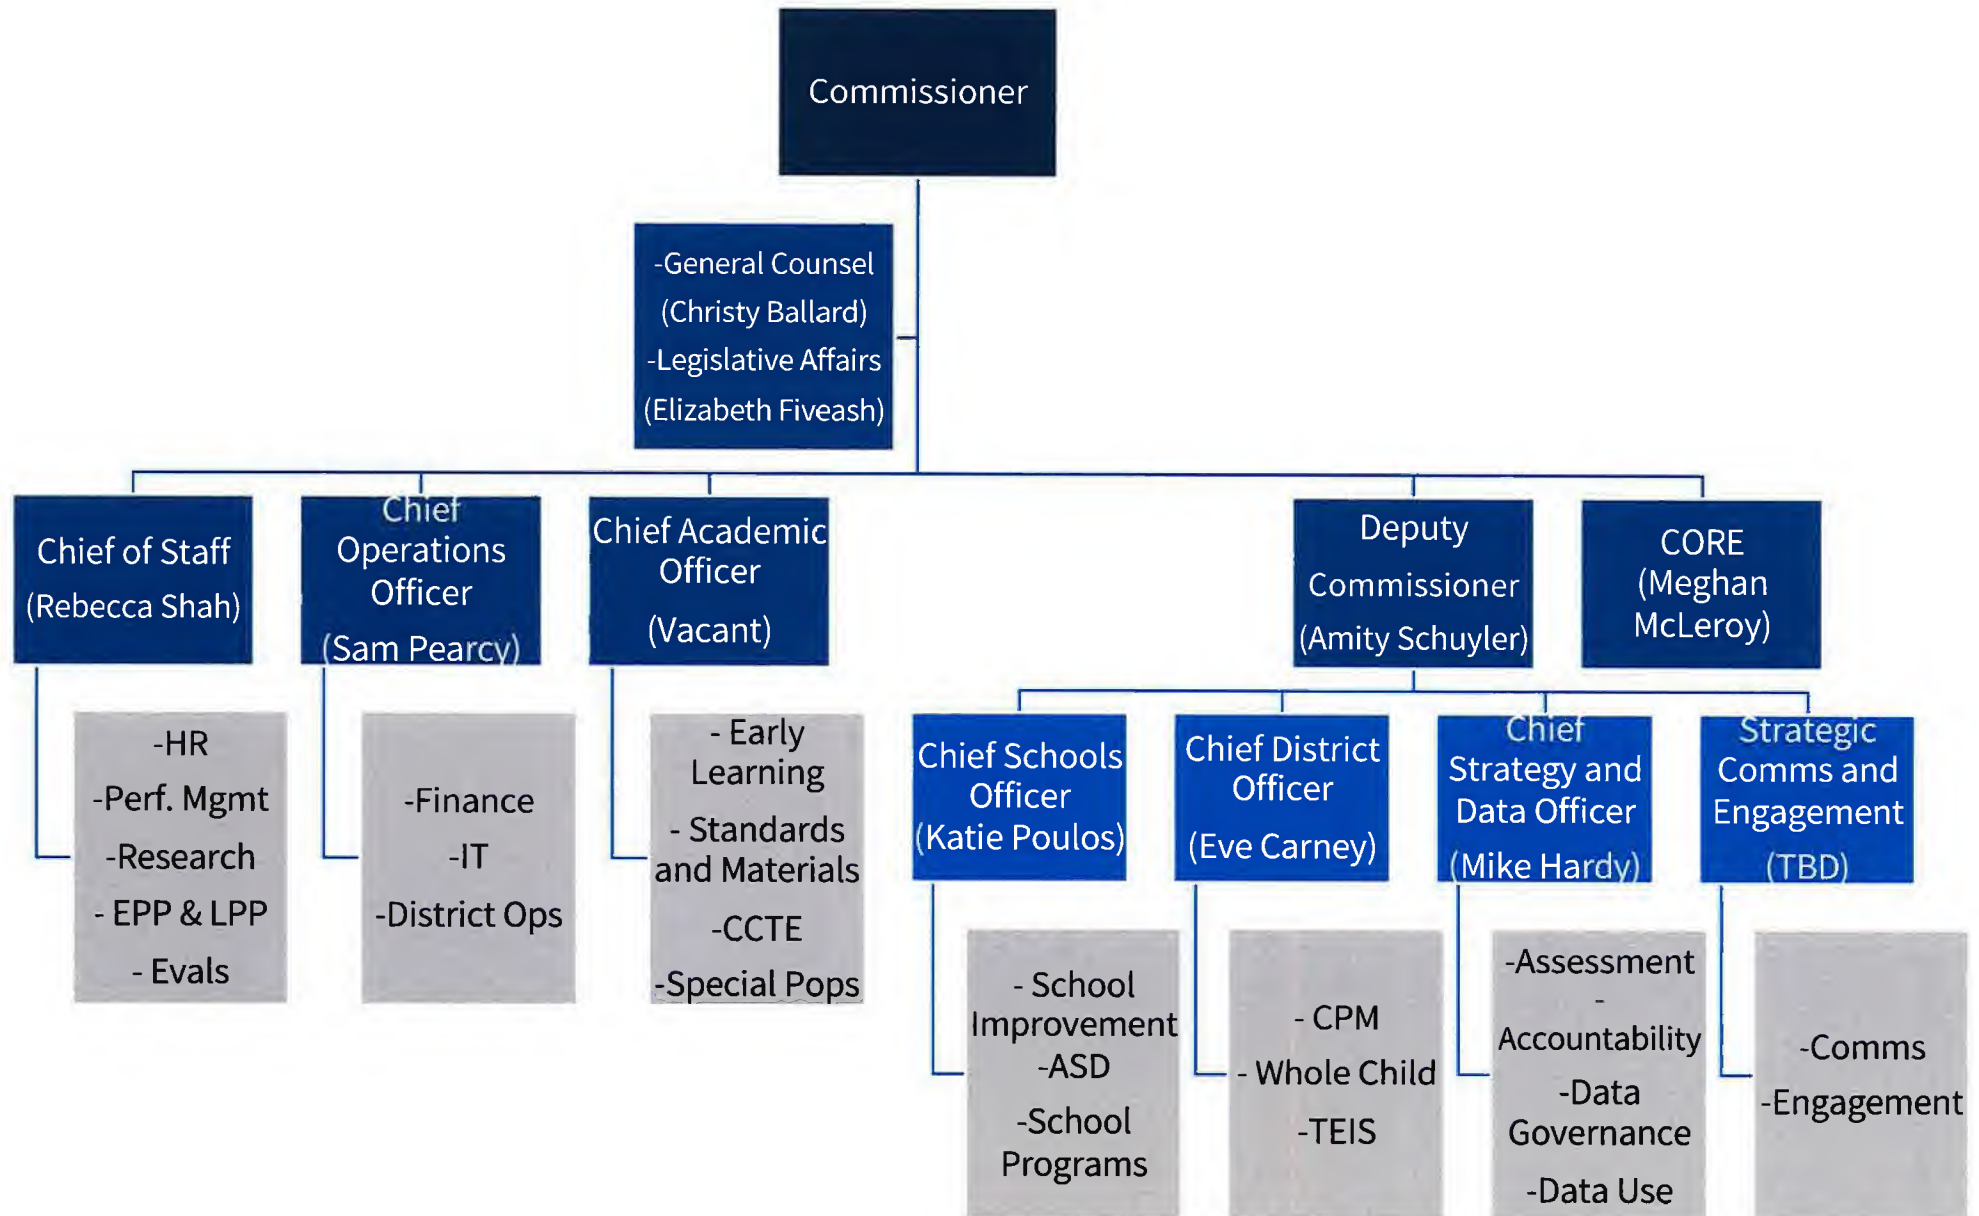 Commissioner
-General Counsel
(Christy Ballard)
-Legislative Affairs
(Elizabeth Fiveash)
Chief of Staff
(Rebecca Shah)
Chief
Operations
Officer
(Sam Pearcy)
Chief Academic
Officer
(Vacant)
Deputy
Commissioner
(Amity Schuyler)
CORE
(Meghan
McLeroy)
-HR
-Perf. Mgmt
-Research
- EPP & LPP
- Evals
-Finance
-IT
-District Ops
- Early
Learning
- Standards
and Materials
-CCTE
-Special Pops
Chief Schools
Officer
(Katie Poulos)
Chief District
Officer
(Eve Carney)
Chief
Strategy and
Data Officer
(Mike Hardy)
Strategic
Comms and
Engagement
(TBD)
- School
Improvement
-ASD
-School
Programs
- CPM
- Whole Child
-TEIS
-Assessment
-
Accountability
-Data
Governance
-Data Use
-Comms
-Engagement